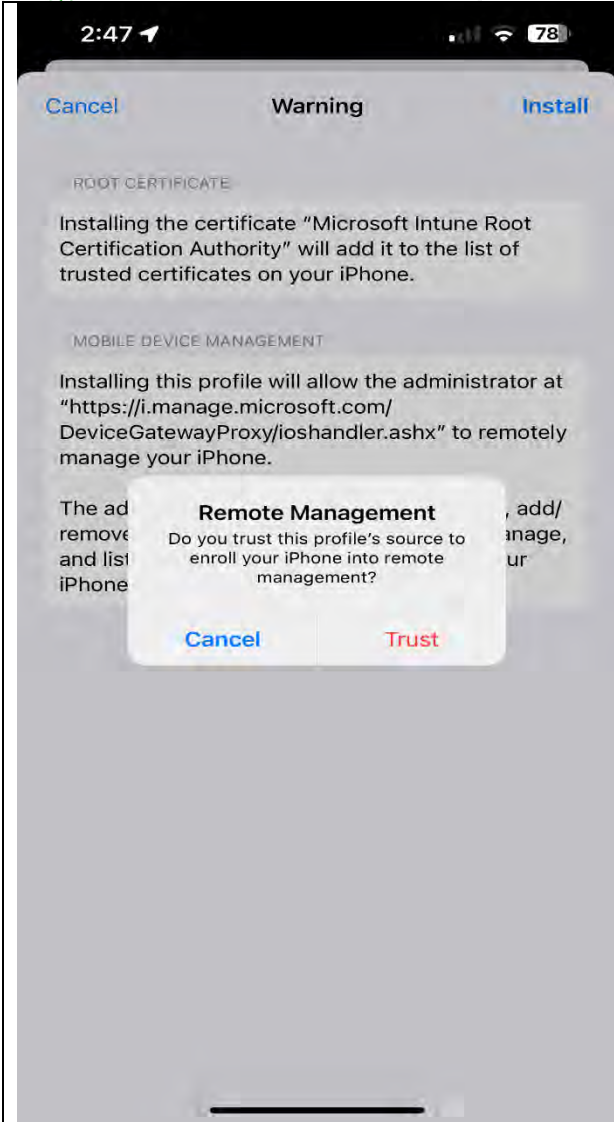 2:47
78
Cancel
Warning
Install
ROOT CERTIFICATE
Installing the certificate “Microsoft Intune Root
Certification Authority” will add it to the list of
trusted certificates on your iPhone.
MOBILE DEVICE MANAGEMENT
Installing this profile will allow the administrator at
“https://i.manage.microsoft.com/
DeviceGatewayProxy/ioshandler.ashx” to remotely
manage your iPhone.
The ad , add/
remove anage,
and list ur
iPhone
Remote Management
Do you trust this profile’s source to
enroll your iPhone into remote
management?
Cancel
Trust